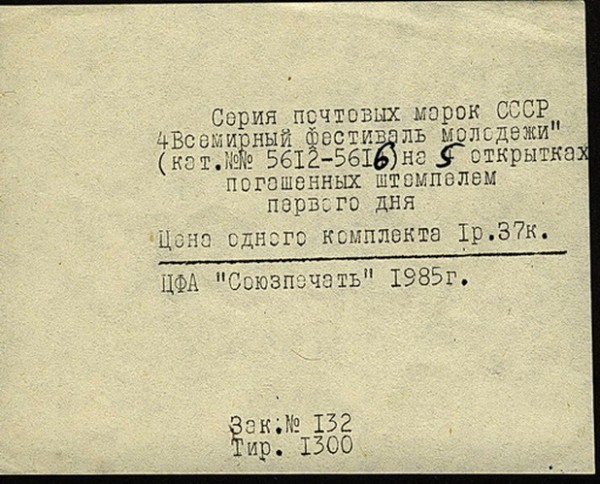 Серия почтовых марок СССР
4Всемирный фестиваль молодежи"
(кат.№№ 5612-5616)на 5 открытках
погашенных штемпелем
первого дня
Цена одного комплекта 1р.37к.
ЦФА "Союзпечать" 1985г.
Зак.№ 132
Тир. 1300